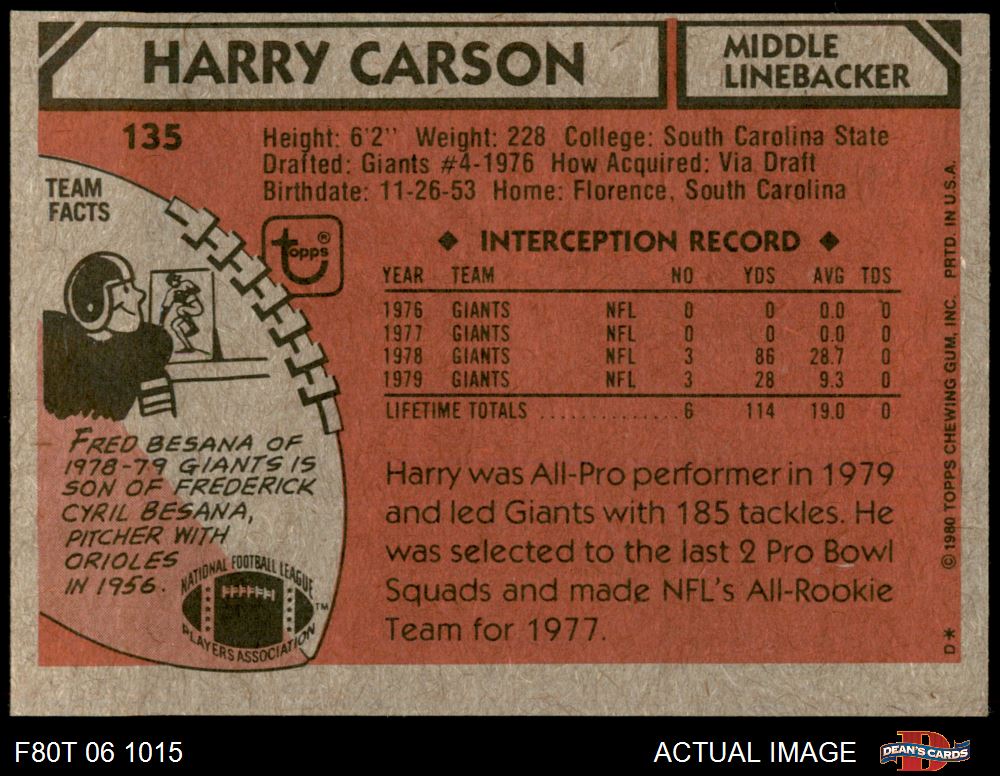 HARRY CARSON
MIDDLE
LINEBACKER
135
Height: 6'2" Weight: 228 College: South Carolina State
Drafted: Giants #4-1976 How Acquired: Via Draft
Birthdate: 11-26-53 Home: Florence, South Carolina
TEAM
FACTS
topps®
◆ INTERCEPTION RECORD ◆
YEAR TEAM NO YDS AVG TDS
1976 GIANTS NFL 0 0 0.0 0
1977 GIANTS NFL 0 0 0.0 0
1978 GIANTS NFL 3 86 28.7 0
1979 GIANTS NFL 3 28 9.3 0
LIFETIME TOTALS .............. 6 114 19.0 0
FRED BESANA OF
1978-79 GIANTS IS
SON OF FREDERICK
CYRIL BESANA,
PITCHER WITH
ORIOLES
IN 1956.
NATIONAL FOOTBALL LEAGUE
PLAYERS ASSOCIATION
TM
Harry was All-Pro performer in 1979
and led Giants with 185 tackles. He
was selected to the last 2 Pro Bowl
Squads and made NFL's All-Rookie
Team for 1977.
D* © 1980 TOPPS CHEWING GUM, INC. PRTD. IN U.S.A.
F80T 06 1015
ACTUAL IMAGE
D
DEAN'S CARDS